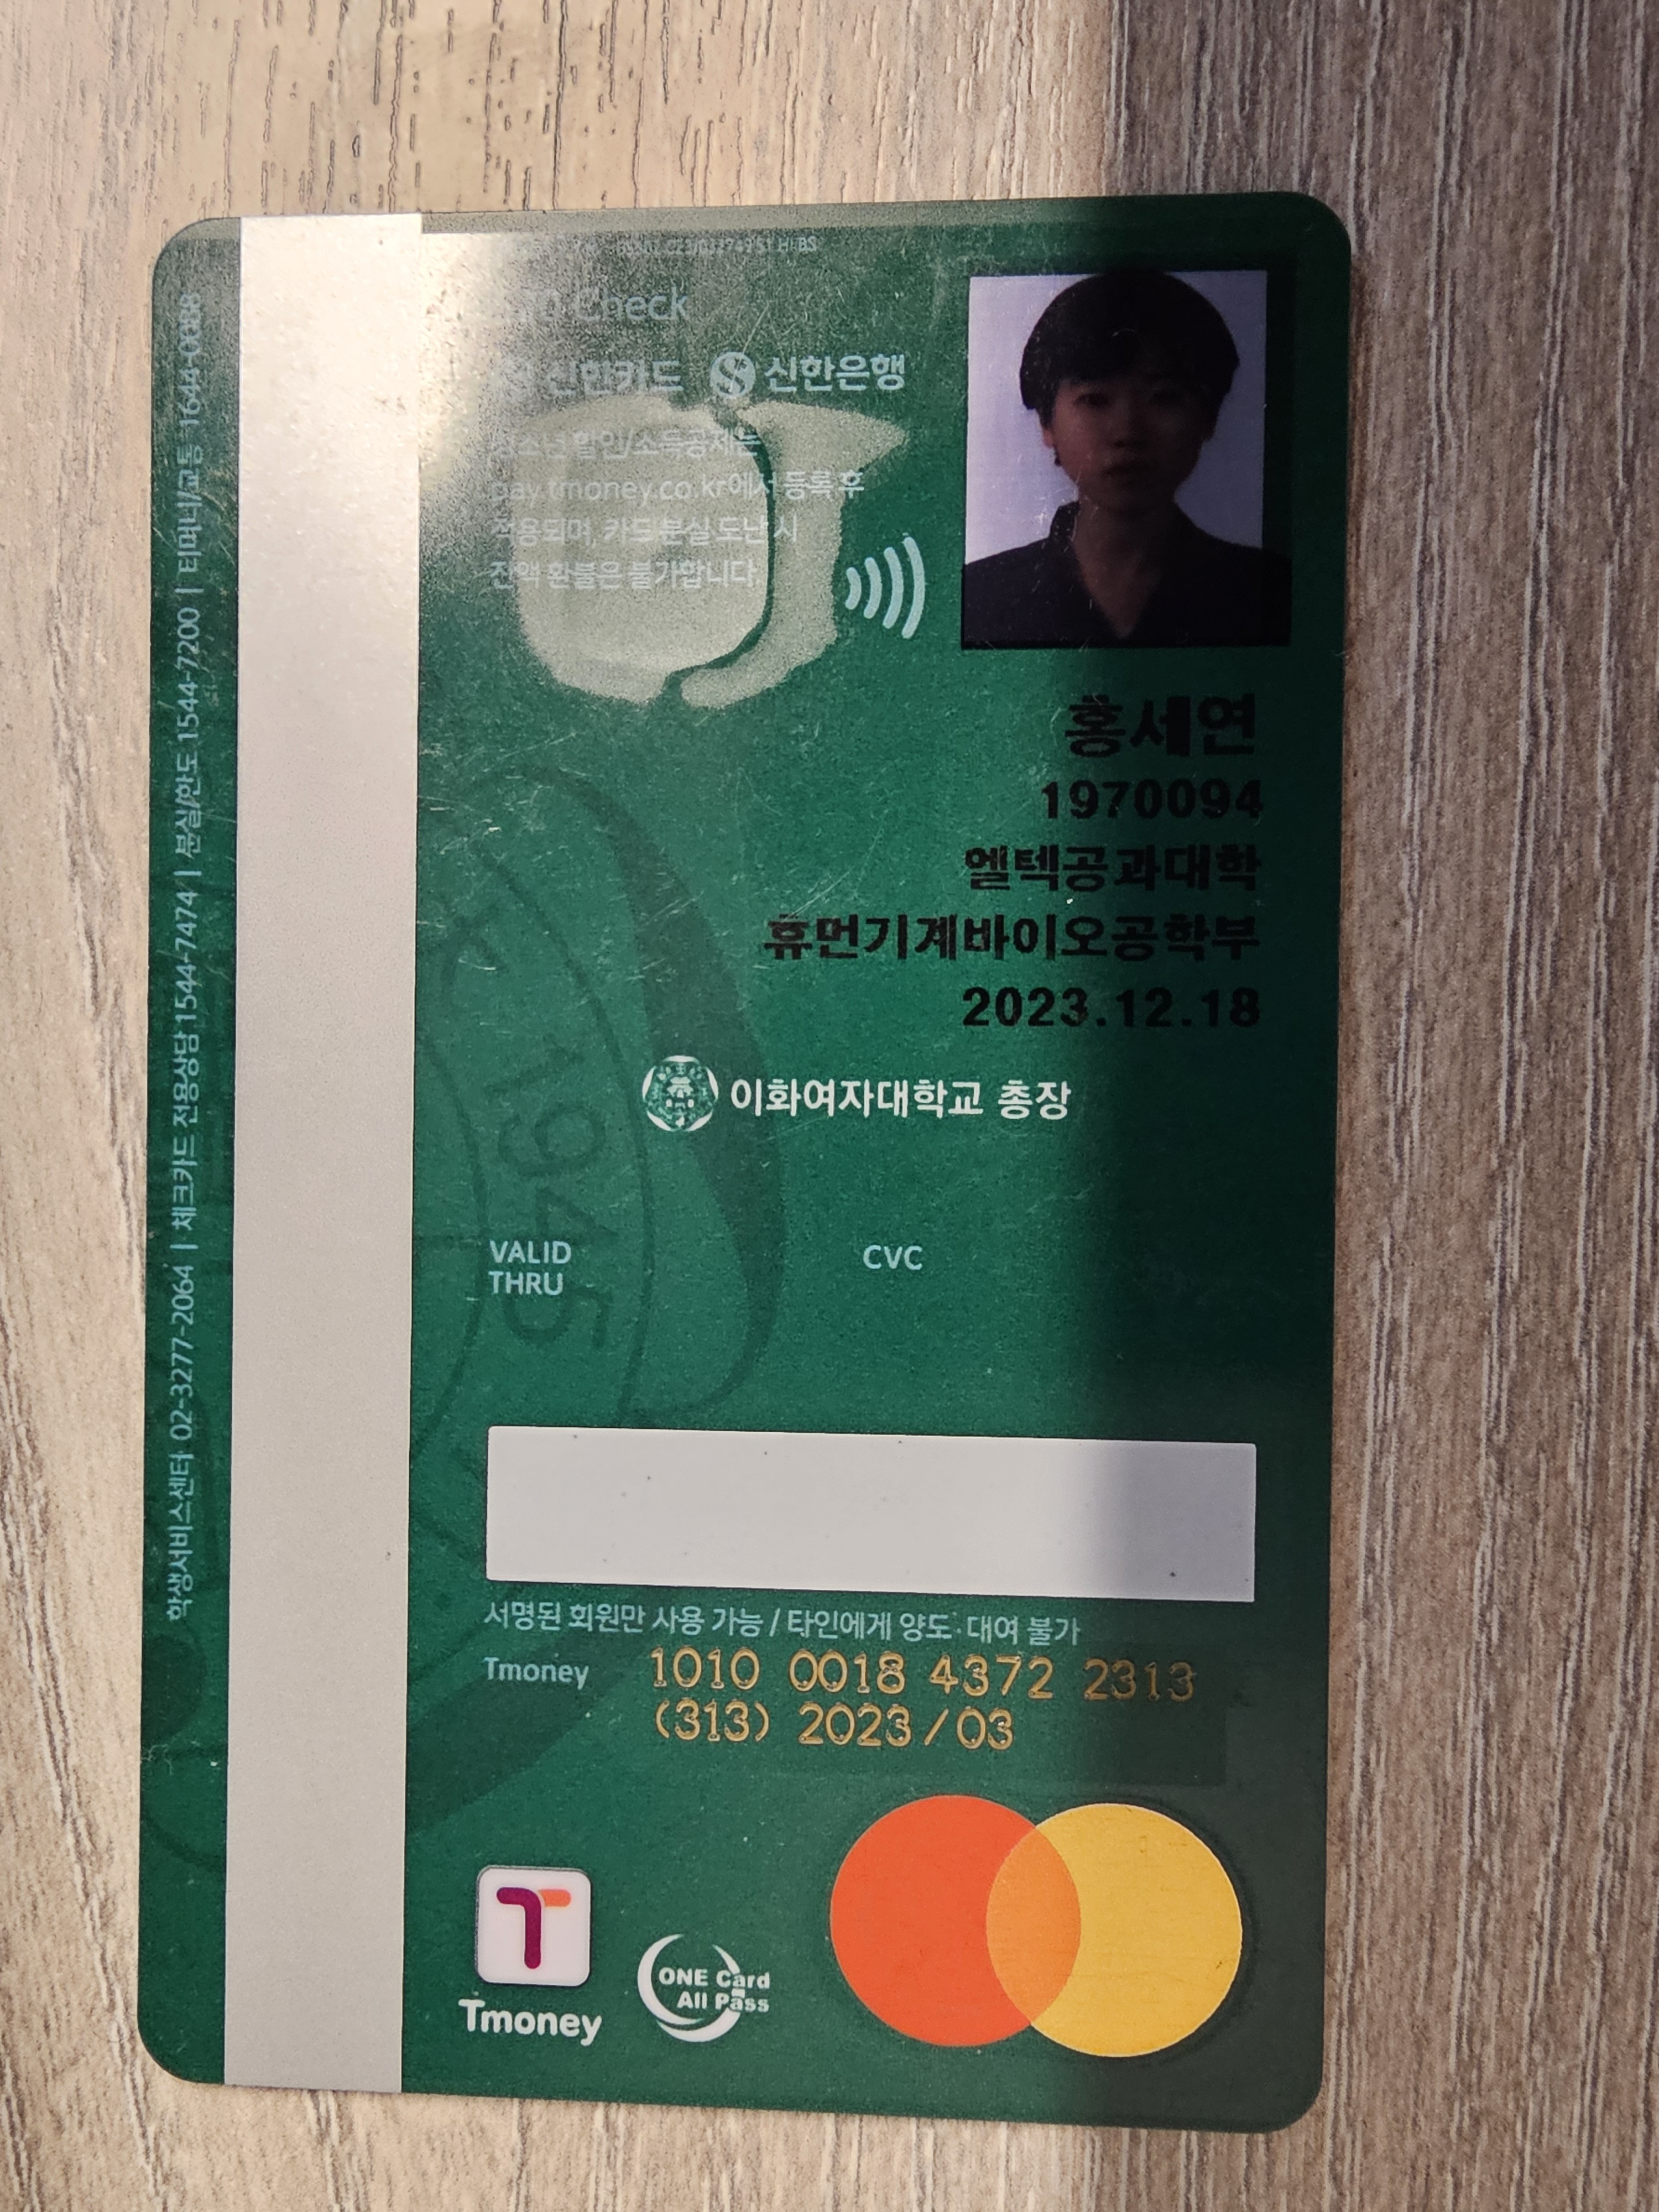 Check
신한카드 신한은행
청소년 할인/소득공제는
pay.tmoney.co.kr에서 등록 후
적용되며, 카드 분실 도난 시
잔액 환불은 불가합니다.
홍세연
1970094
엘텍공과대학
휴먼기계바이오공학부
2023.12.18
이화여자대학교 총장
1945
VALID
THRU
CVC
서명된 회원만 사용 가능 / 타인에게 양도·대여 불가
Tmoney 1010 0018 4372 2313
(313) 2023/03
T
Tmoney
ONE Card
All Pass
학생서비스센터 02-3277-2064 | 체크카드 전용상담 1544-7474 | 분실/한도 1544-7200 | 티머니/교통 1644-0088